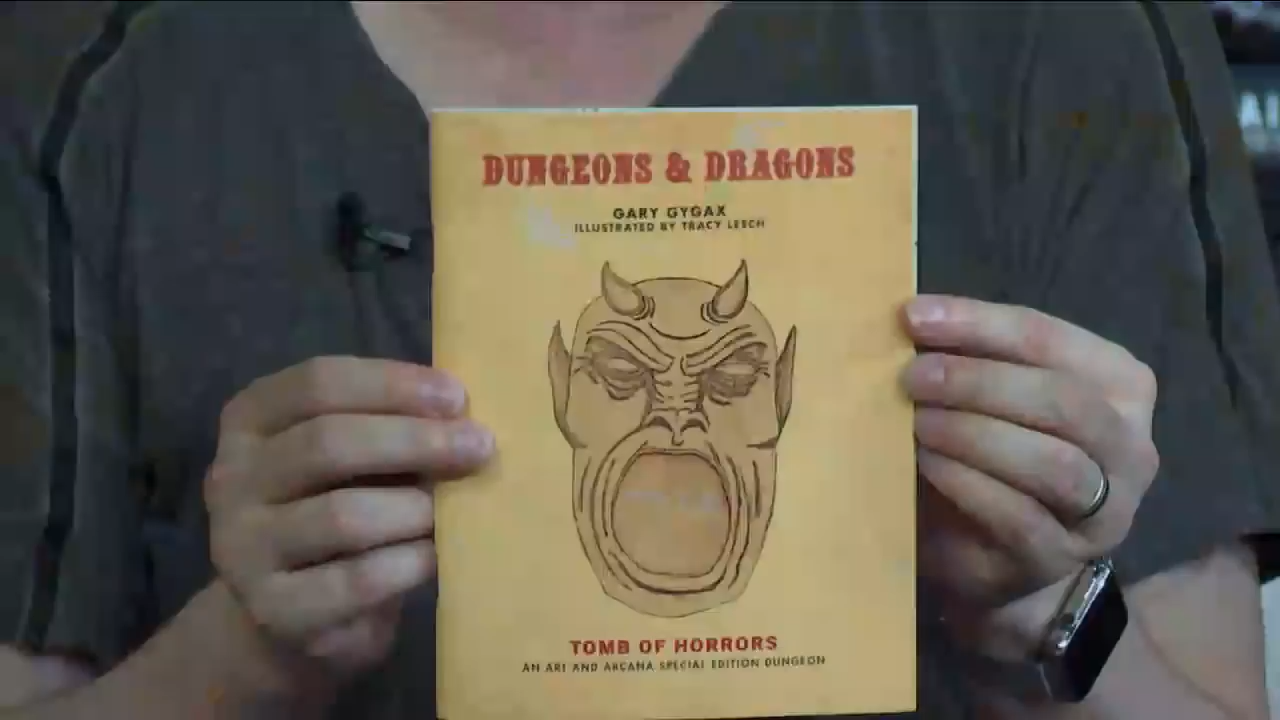 DUNGEONS & DRAGONS
GARY GYGAX
ILLUSTRATED BY TRACY LESCH
TOMB OF HORRORS
AN ART AND ARCANA SPECIAL EDITION DUNGEON